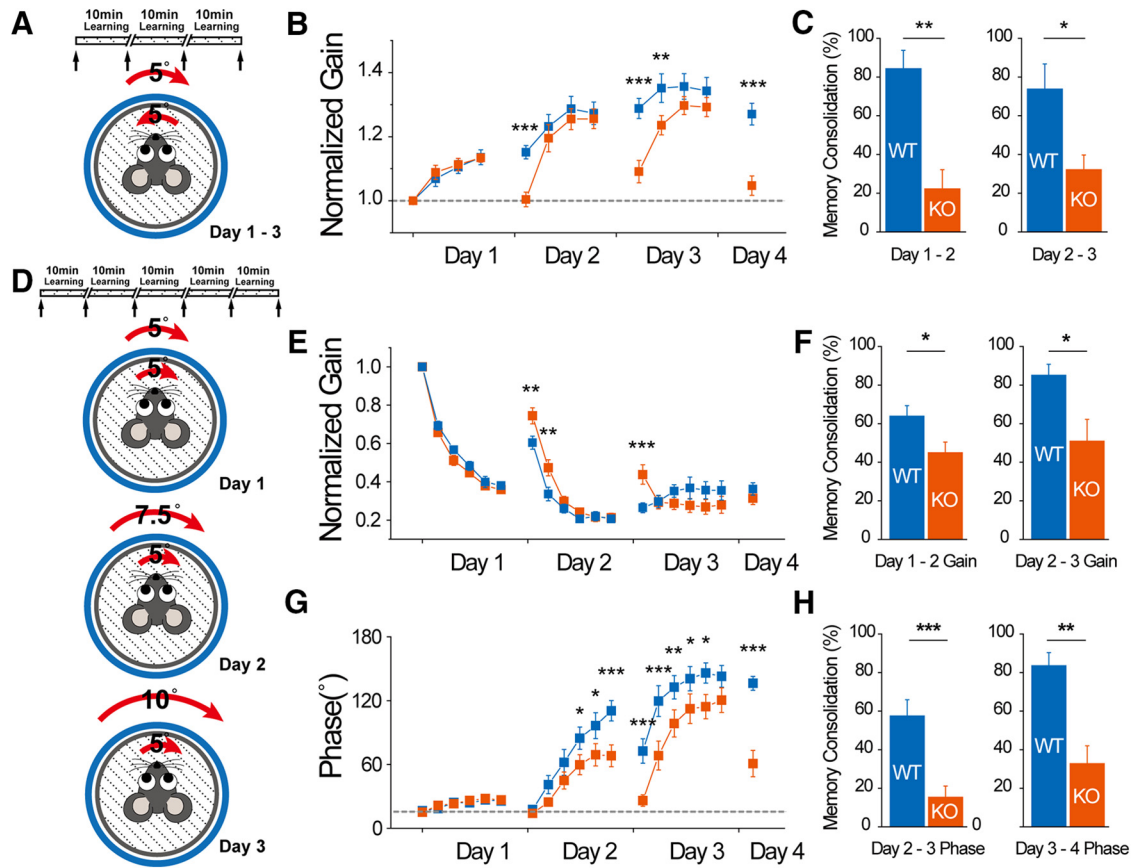 A
10min 10min 10min
Learning Learning Learning
5°
5°
Day 1 - 3
B
Normalized Gain
1.4
1.2
1.0
***
***
**
***
Day 1 Day 2 Day 3 Day 4
C
Memory Consolidation (%)
100
80
60
40
20
0
**
WT
KO
Day 1 - 2
100
80
60
40
20
0
*
WT
KO
Day 2 - 3
D
10min 10min 10min 10min 10min
Learning Learning Learning Learning Learning
5°
5°
Day 1
7.5°
5°
Day 2
10°
5°
Day 3
E
Normalized Gain
1.0
0.8
0.6
0.4
0.2
**
**
***
Day 1 Day 2 Day 3 Day 4
F
Memory Consolidation (%)
100
80
60
40
20
0
*
WT
KO
Day 1 - 2 Gain
100
80
60
40
20
0
*
WT
KO
Day 2 - 3 Gain
G
Phase(°)
180
120
60
0
*
*
***
***
***
**
*
*
***
Day 1 Day 2 Day 3 Day 4
H
Memory Consolidation (%)
100
80
60
40
20
0
***
WT
KO
Day 2 - 3 Phase
100
80
60
40
20
0
**
WT
KO
Day 3 - 4 Phase